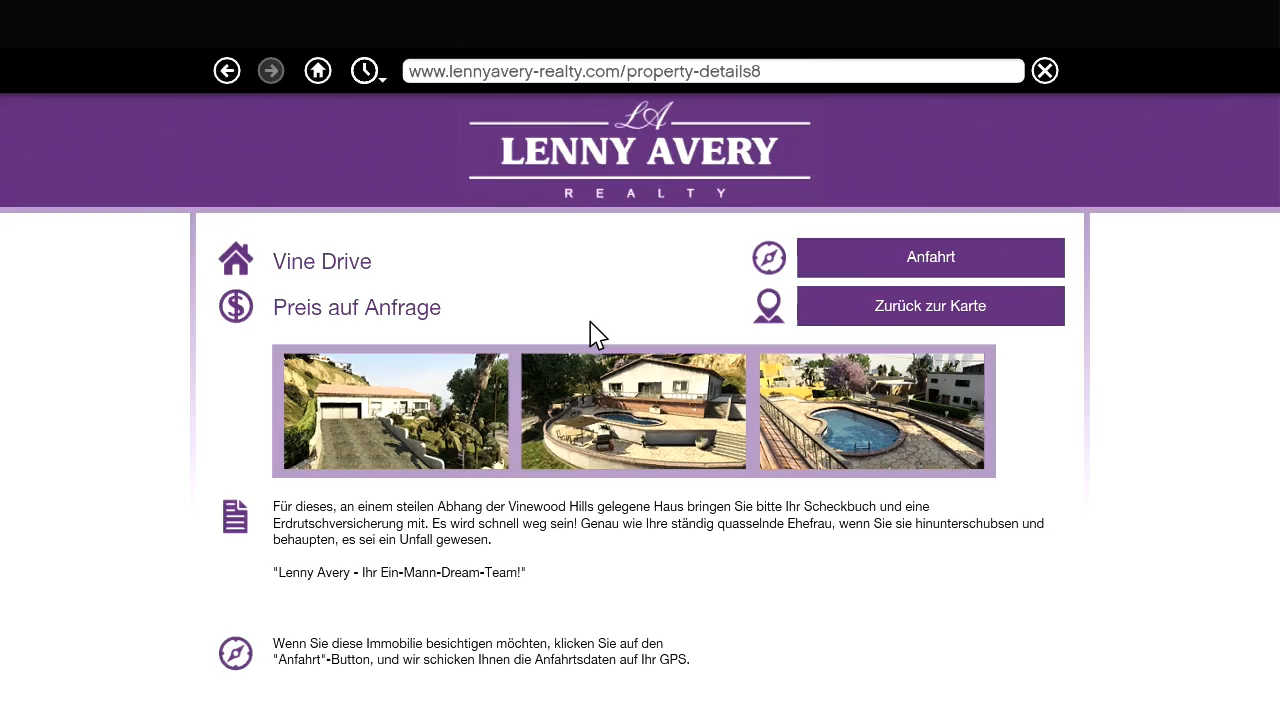 www.lennyavery-realty.com/property-details8
LA
LENNY AVERY
REALTY
Vine Drive
Anfahrt
Preis auf Anfrage
Zurück zur Karte
Für dieses, an einem steilen Abhang der Vinewood Hills gelegene Haus bringen Sie bitte Ihr Scheckbuch und eine
Erdrutschversicherung mit. Es wird schnell weg sein! Genau wie Ihre ständig quasselnde Ehefrau, wenn Sie sie hinunterschubsen und
behaupten, es sei ein Unfall gewesen.
"Lenny Avery - Ihr Ein-Mann-Dream-Team!"
Wenn Sie diese Immobilie besichtigen möchten, klicken Sie auf den
"Anfahrt"-Button, und wir schicken Ihnen die Anfahrtsdaten auf Ihr GPS.